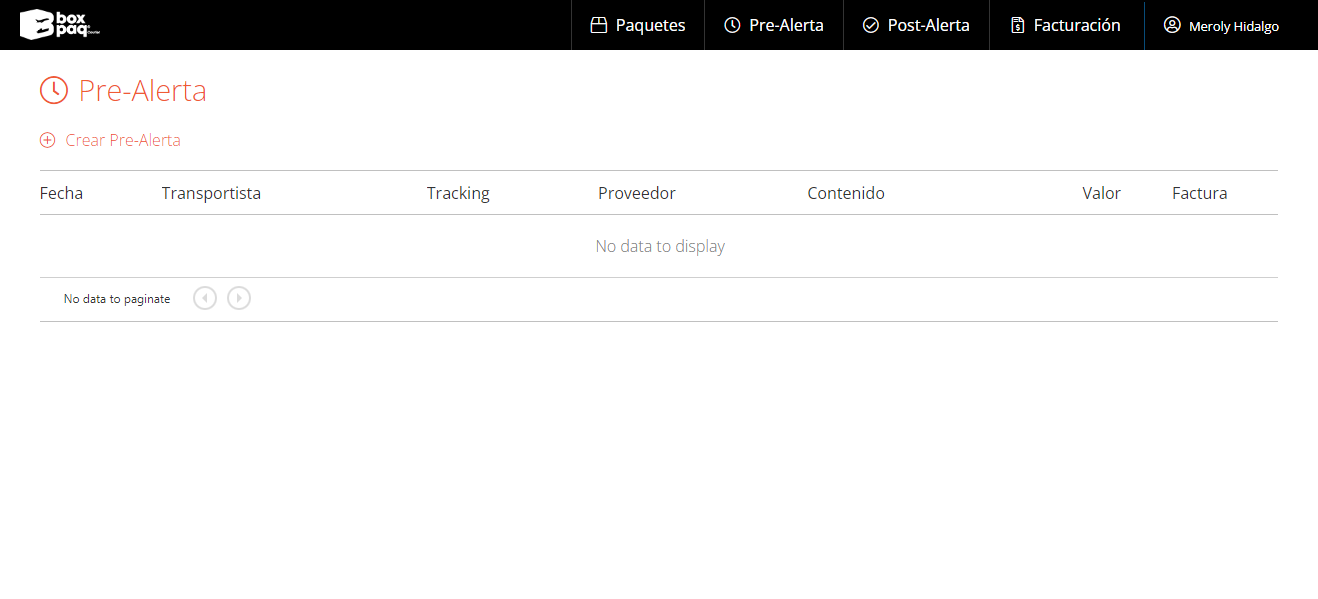 box paq Courier
Paquetes
Pre-Alerta
Post-Alerta
Facturación
Meroly Hidalgo
Pre-Alerta
Crear Pre-Alerta
Fecha Transportista Tracking Proveedor Contenido Valor Factura
No data to display
No data to paginate